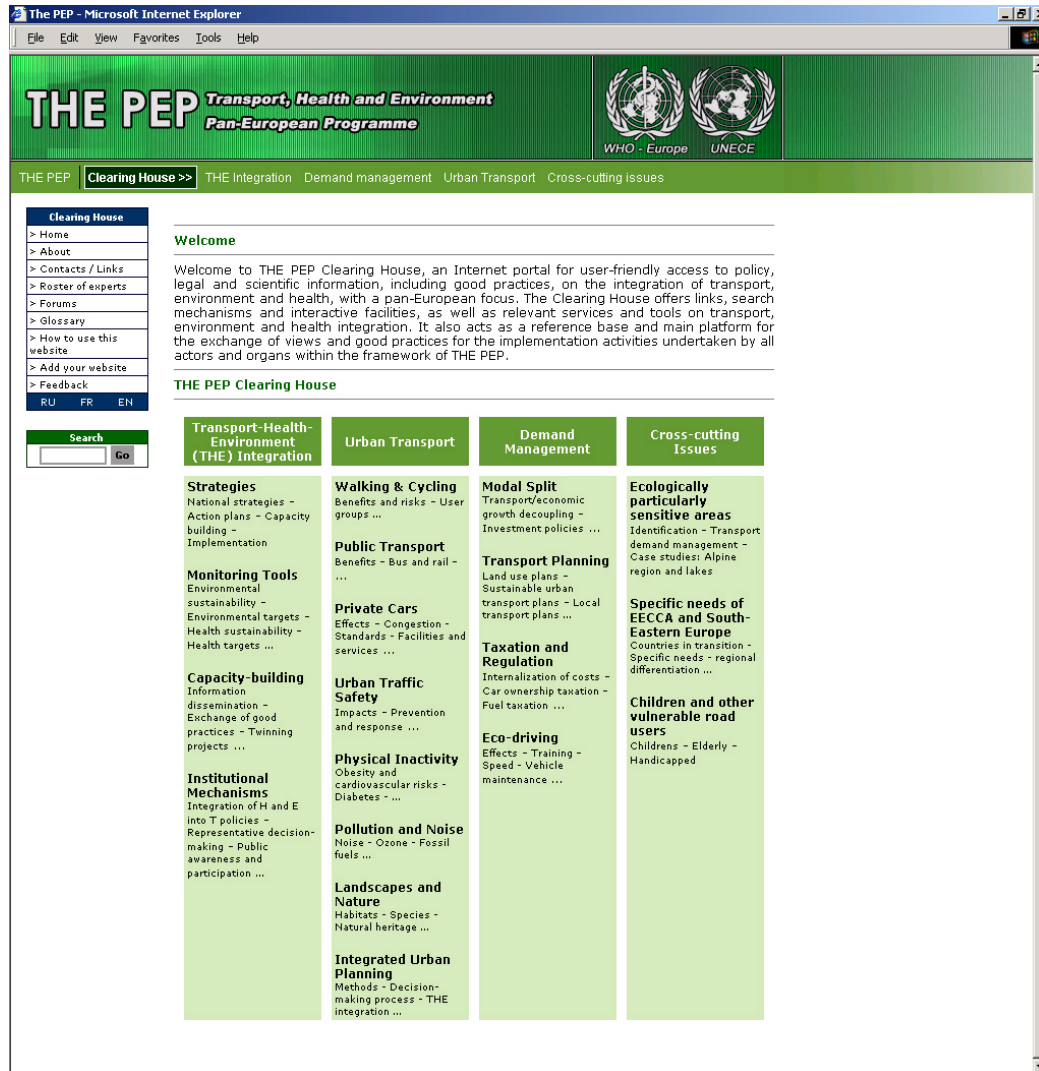 The PEP - Microsoft Internet Explorer
File Edit View Favorites Tools Help
THE PEP Transport, Health and Environment
Pan-European Programme
WHO - Europe UNECE
THE PEP Clearing House >> THE Integration Demand management Urban Transport Cross-cutting issues
Clearing House
> Home
> About
> Contacts / Links
> Roster of experts
> Forums
> Glossary
> How to use this
website
> Add your website
> Feedback
RU FR EN
Search
Go
Welcome
Welcome to THE PEP Clearing House, an Internet portal for user-friendly access to policy,
legal and scientific information, including good practices, on the integration of transport,
environment and health, with a pan-European focus. The Clearing House offers links, search
mechanisms and interactive facilities, as well as relevant services and tools on transport,
environment and health integration. It also acts as a reference base and main platform for
the exchange of views and good practices for the implementation activities undertaken by all
actors and organs within the framework of THE PEP.
THE PEP Clearing House
Transport-Health-
Environment
(THE) Integration
Strategies
National strategies -
Action plans - Capacity
building -
Implementation
Monitoring Tools
Environmental
sustainability -
Environmental targets -
Health sustainability -
Health targets ...
Capacity-building
Information
dissemination -
Exchange of good
practices - Twinning
projects ...
Institutional
Mechanisms
Integration of H and E
into T policies -
Representative decision-
making - Public
awareness and
participation ...
Urban Transport
Walking & Cycling
Benefits and risks - User
groups ...
Public Transport
Benefits - Bus and rail -
...
Private Cars
Effects - Congestion -
Standards - Facilities and
services ...
Urban Traffic
Safety
Impacts - Prevention
and response ...
Physical Inactivity
Obesity and
cardiovascular risks -
Diabetes - ...
Pollution and Noise
Noise - Ozone - Fossil
fuels ...
Landscapes and
Nature
Habitats - Species -
Natural heritage ...
Integrated Urban
Planning
Methods - Decision-
making process - THE
integration ...
Demand
Management
Modal Split
Transport/economic
growth decoupling -
Investment policies ...
Transport Planning
Land use plans -
Sustainable urban
transport plans - Local
transport plans ...
Taxation and
Regulation
Internalization of costs -
Car ownership taxation -
Fuel taxation ...
Eco-driving
Effects - Training -
Speed - Vehicle
maintenance ...
Cross-cutting
Issues
Ecologically
particularly
sensitive areas
Identification - Transport
demand management -
Case studies: Alpine
region and lakes
Specific needs of
EECCA and South-
Eastern Europe
Countries in transition -
Specific needs - regional
differentiation ...
Children and other
vulnerable road
users
Childrens - Elderly -
Handicapped